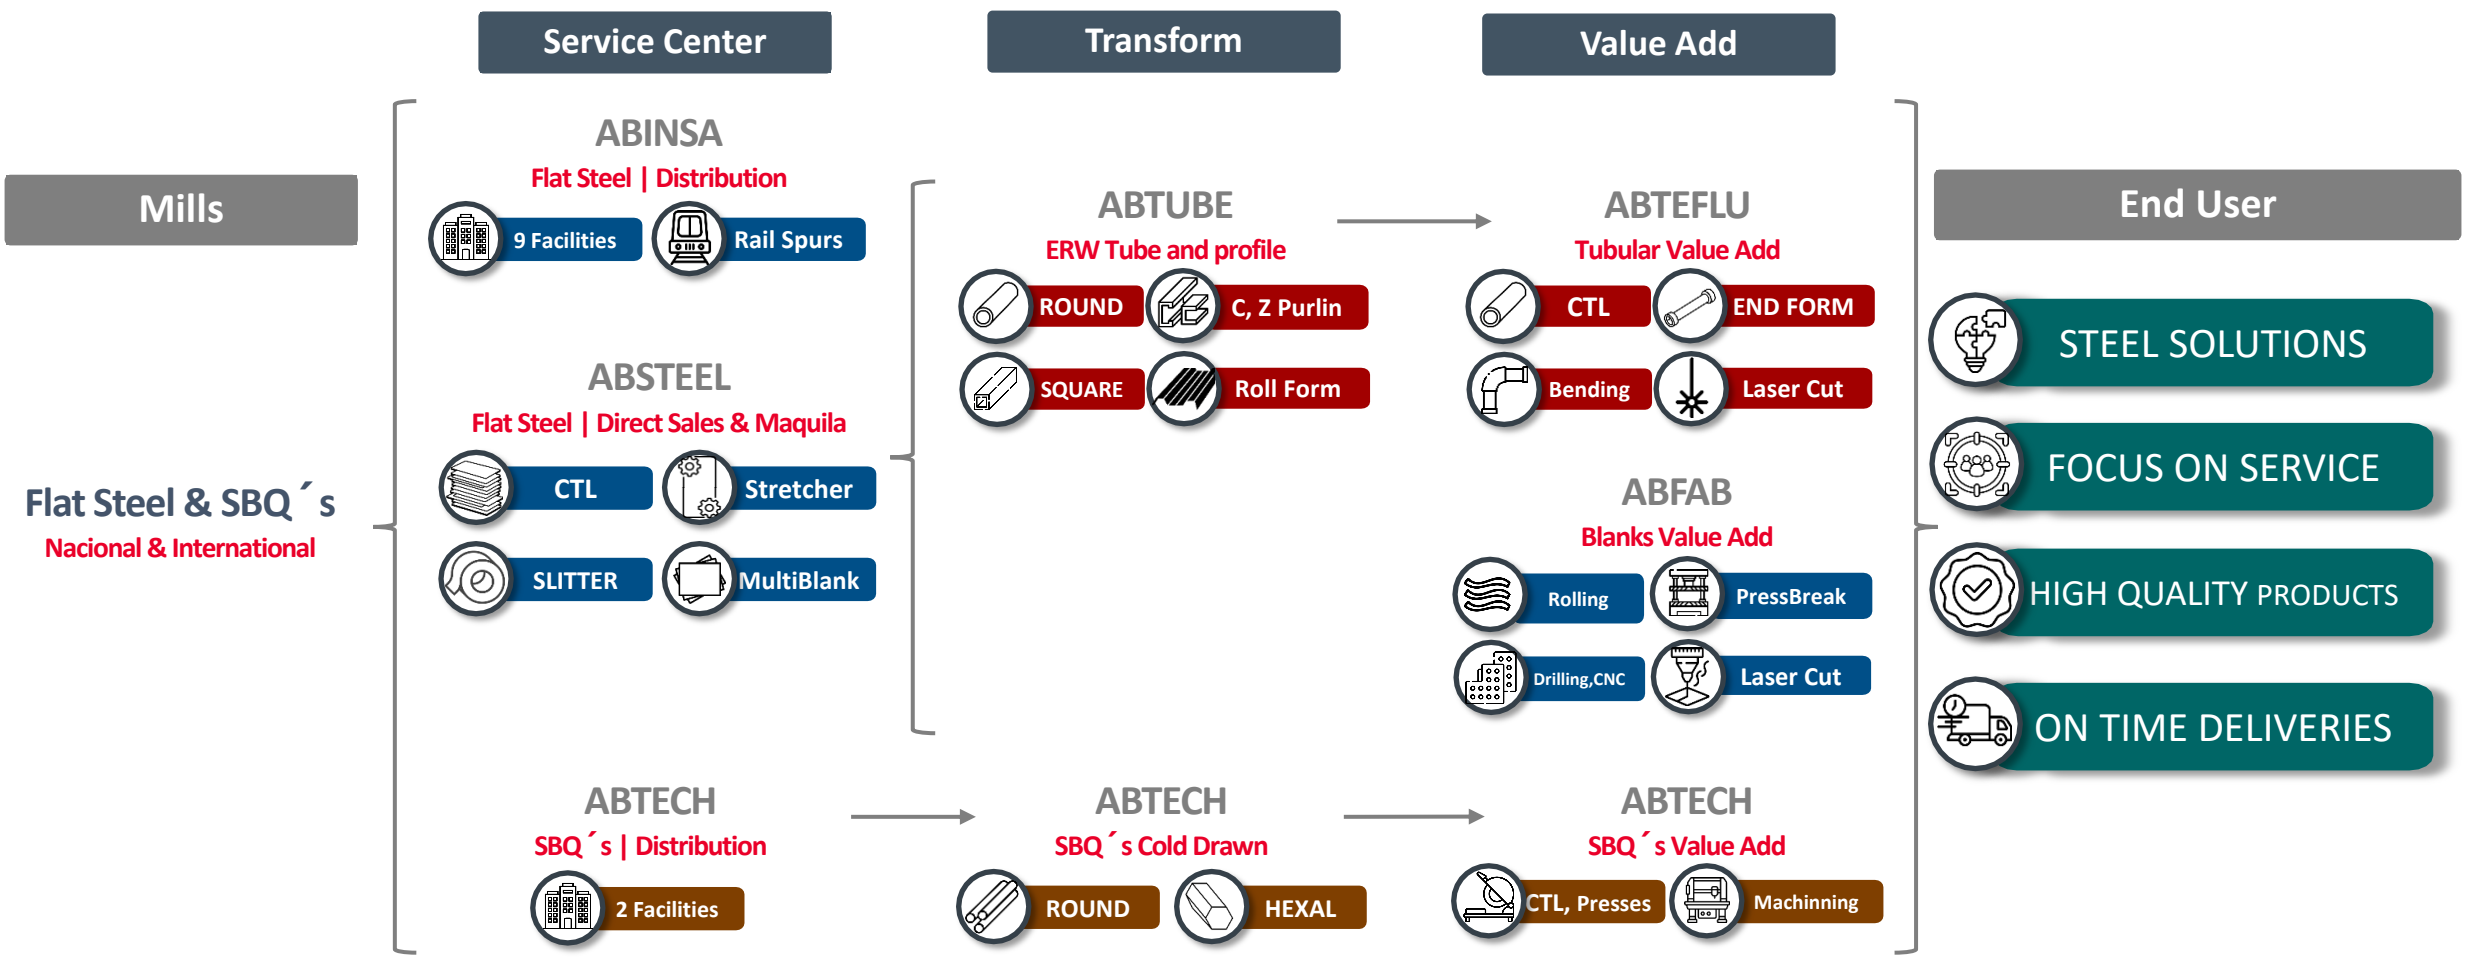 Service Center
Transform
Value Add
Mills
Flat Steel & SBQ´s
Nacional & International
ABINSA
Flat Steel | Distribution
9 Facilities
Rail Spurs
ABSTEEL
Flat Steel | Direct Sales & Maquila
CTL
Stretcher
SLITTER
MultiBlank
ABTECH
SBQ´s | Distribution
2 Facilities
ABTUBE
ERW Tube and profile
ROUND
C, Z Purlin
SQUARE
Roll Form
ABTECH
SBQ´s Cold Drawn
ROUND
HEXAL
ABTEFLU
Tubular Value Add
CTL
END FORM
Bending
Laser Cut
ABFAB
Blanks Value Add
Rolling
PressBreak
Drilling,CNC
Laser Cut
ABTECH
SBQ´s Value Add
CTL, Presses
Machinning
End User
STEEL SOLUTIONS
FOCUS ON SERVICE
HIGH QUALITY PRODUCTS
ON TIME DELIVERIES